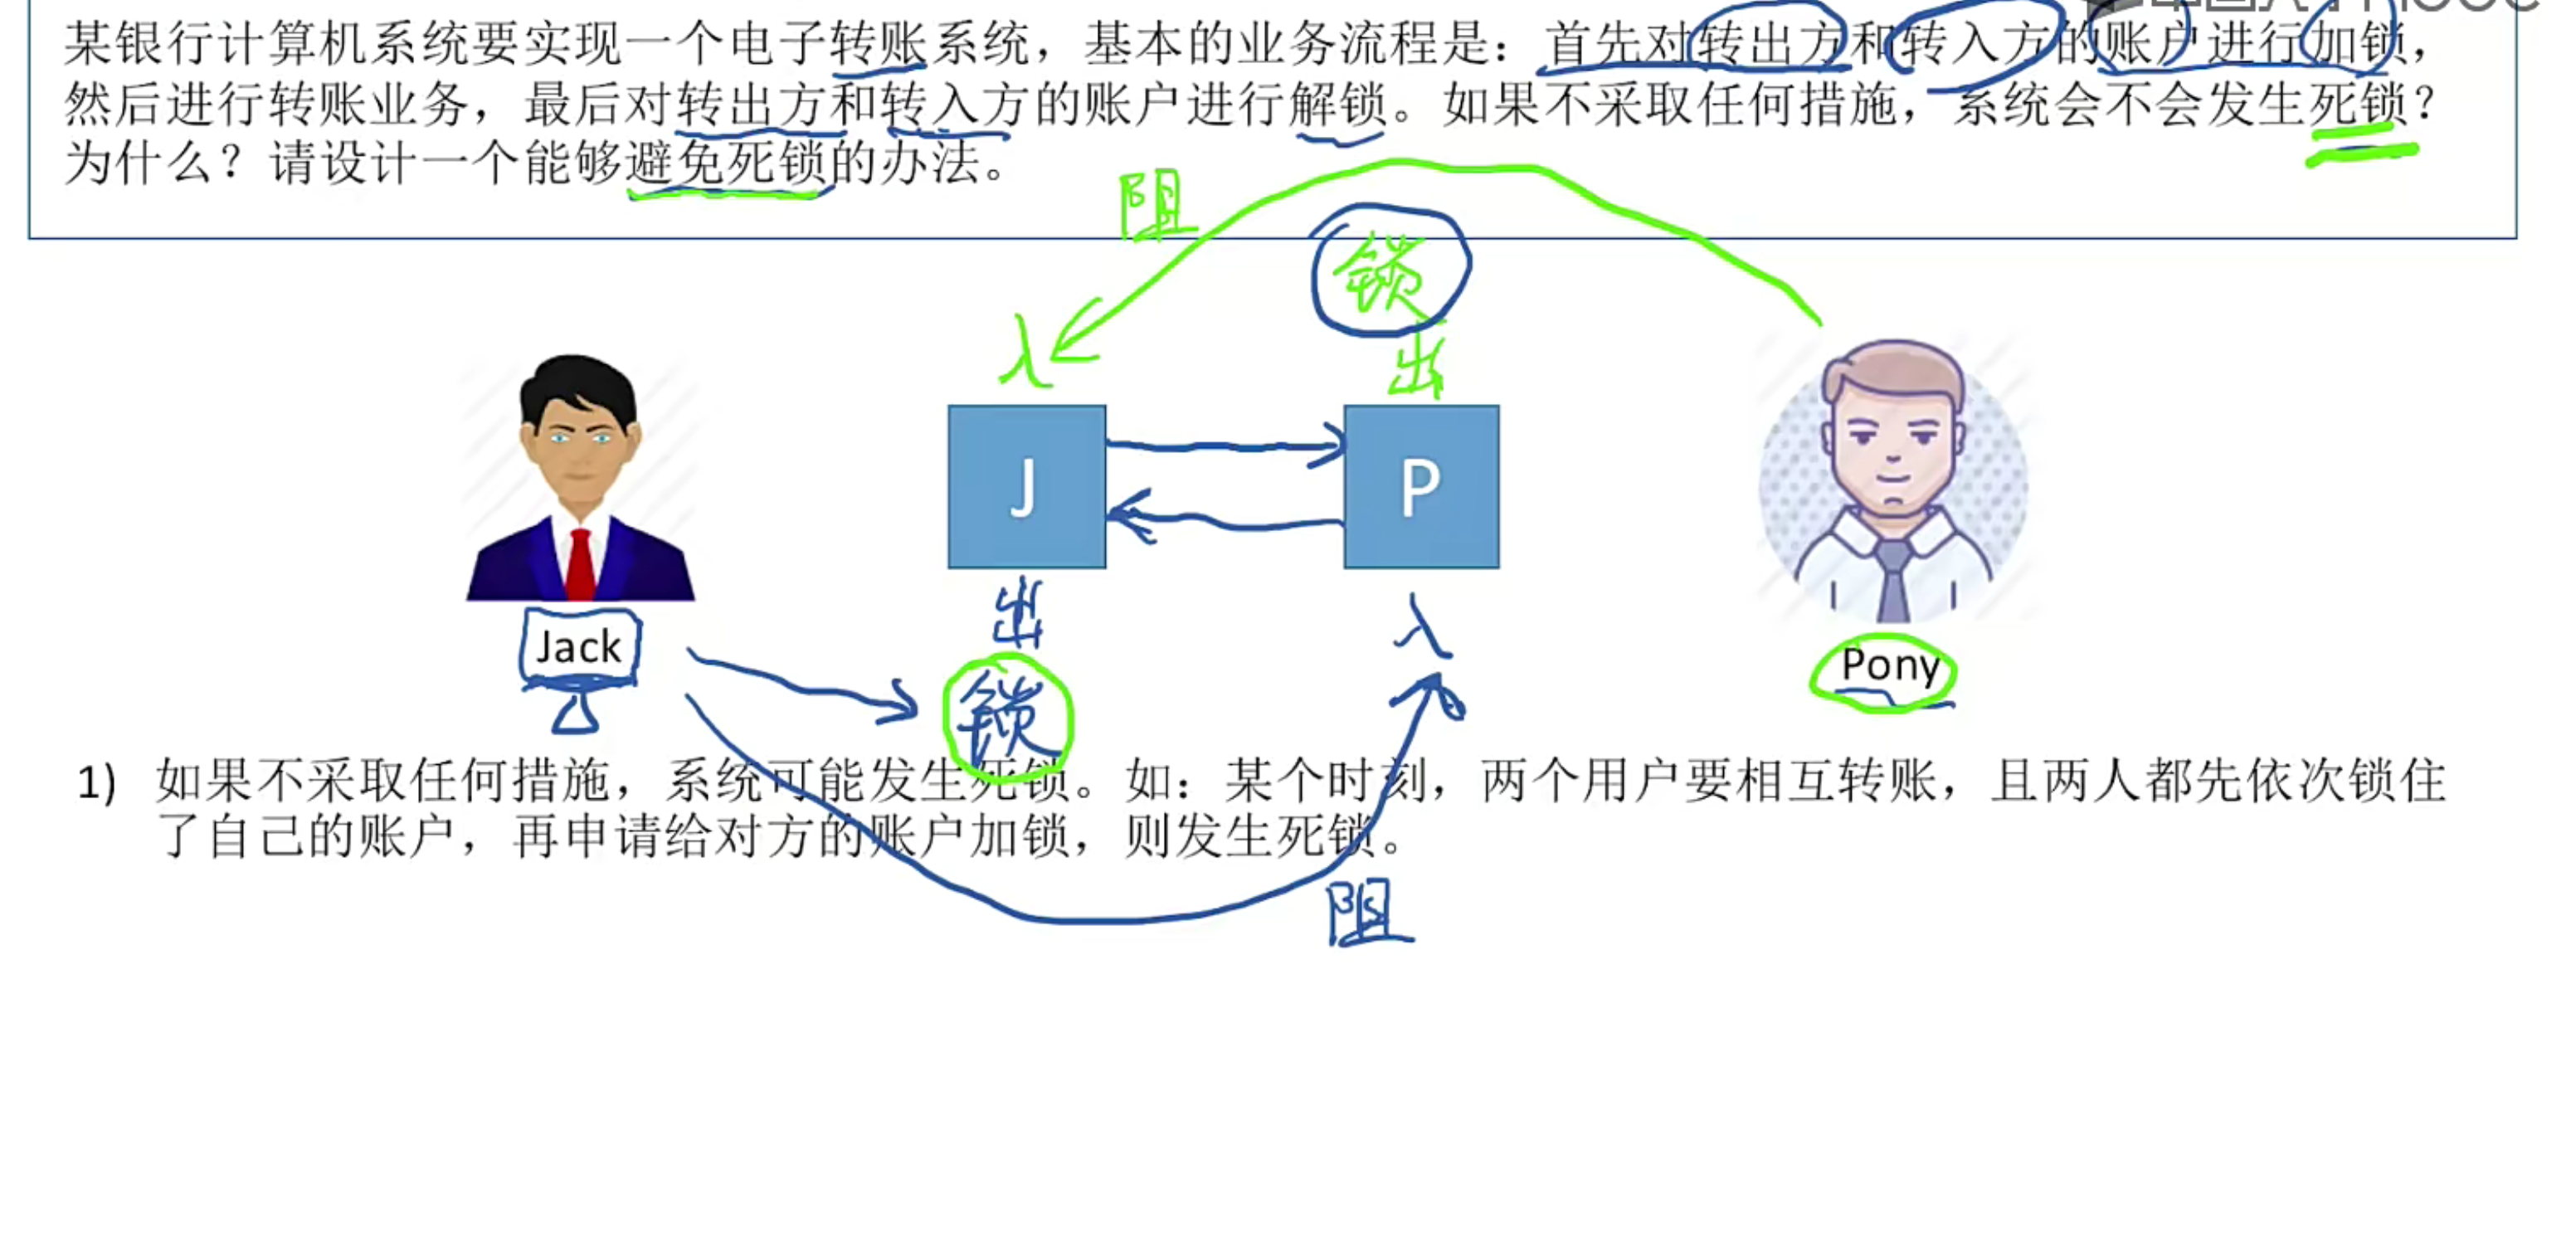 某银行计算机系统要实现一个电子转账系统，基本的业务流程是：首先对转出方和转入方的账户进行加锁，
然后进行转账业务，最后对转出方和转入方的账户进行解锁。如果不采取任何措施，系统会不会发生死锁？
为什么？请设计一个能够避免死锁的办法。
阻
锁
入
出
J
P
出
入
Jack
Pony
锁
1) 如果不采取任何措施，系统可能发生死锁。如：某个时刻，两个用户要相互转账，且两人都先依次锁住
了自己的账户，再申请给对方的账户加锁，则发生死锁。
阻